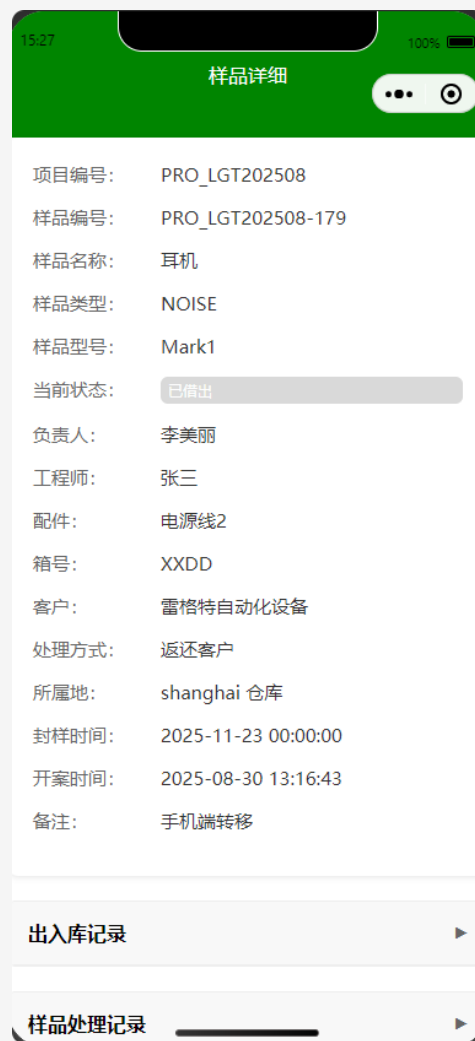 15:27
100%
样品详细
项目编号： PRO_LGT202508
样品编号： PRO_LGT202508-179
样品名称： 耳机
样品类型： NOISE
样品型号： Mark1
当前状态： 已借出
负责人： 李美丽
工程师： 张三
配件： 电源线2
箱号： XXDD
客户： 雷格特自动化设备
处理方式： 返还客户
所属地： shanghai 仓库
封样时间： 2025-11-23 00:00:00
开案时间： 2025-08-30 13:16:43
备注： 手机端转移
出入库记录
样品处理记录